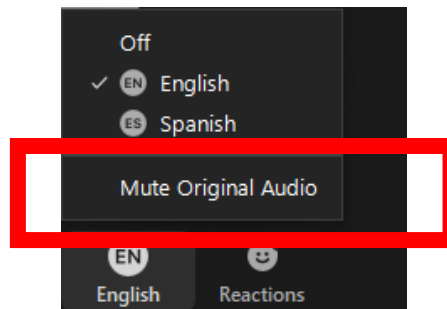 Off
EN English
ES Spanish
Mute Original Audio
EN
English Reactions